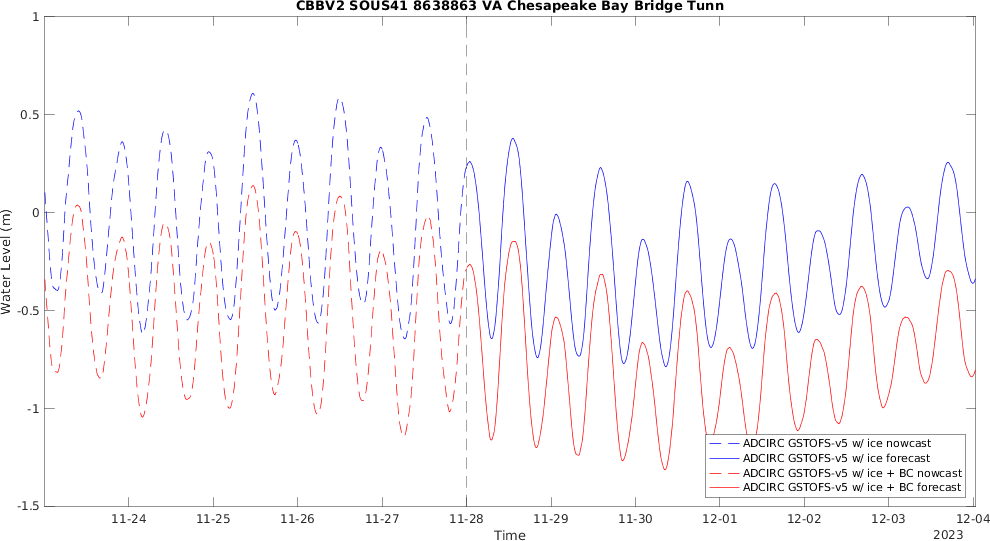 CBBV2 SOUS41 8638863 VA Chesapeake Bay Bridge Tunn
1
0.5
0
-0.5
-1
-1.5
Water Level (m)
ADCIRC GSTOFS-v5 w/ ice nowcast
ADCIRC GSTOFS-v5 w/ ice forecast
ADCIRC GSTOFS-v5 w/ ice + BC nowcast
ADCIRC GSTOFS-v5 w/ ice + BC forecast
11-24 11-25 11-26 11-27 11-28 11-29 11-30 12-01 12-02 12-03 12-04
Time
2023